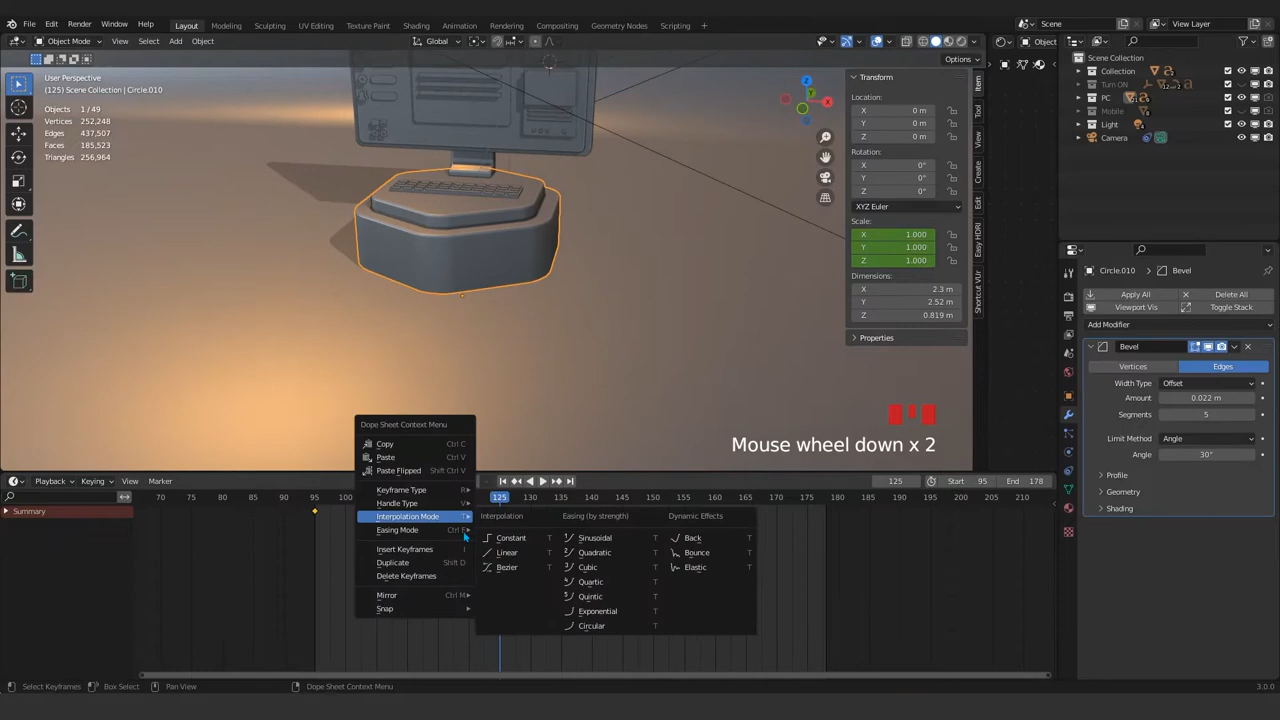 File Edit Render Window Help Layout Modeling Sculpting UV Editing Texture Paint Shading Animation Rendering Compositing Geometry Nodes Scripting + Scene View Layer
Object Mode View Select Add Object Global Object
Options
User Perspective
(125) Scene Collection | Circle.010
Objects 1 / 49
Vertices 252,248
Edges 437,507
Faces 185,523
Triangles 256,964
Z
Y
X
Transform
Location:
X 0 m
Y 0 m
Z 0 m
Rotation:
X 0°
Y 0°
Z 0°
XYZ Euler
Scale:
X 1.000
Y 1.000
Z 1.000
Dimensions:
X 2.3 m
Y 2.52 m
Z 0.819 m
Properties
Item
Tool
View
Create
Edit
Easy HDRI
Shortcut VUr
Scene Collection
Collection
Turn ON
PC
Mobile
Light
Camera
Circle.010 Bevel
Apply All Delete All
Viewport Vis Toggle Stack
Add Modifier
Bevel
Vertices Edges
Width Type Offset
Amount 0.022 m
Segments 5
Limit Method Angle
Angle 30°
Profile
Geometry
Shading
Mouse wheel down x 2
Dope Sheet Context Menu
Copy Ctrl C
Paste Ctrl V
Paste Flipped Shift Ctrl V
Keyframe Type R
Handle Type V
Interpolation Mode T
Easing Mode Ctrl E
Insert Keyframes I
Duplicate Shift D
Delete Keyframes
Mirror Ctrl M
Snap
Interpolation Easing (by strength) Dynamic Effects
Constant T Sinusoidal T Back T
Linear T Quadratic T Bounce T
Bezier T Cubic T Elastic T
Quartic T
Quintic T
Exponential T
Circular T
Playback Keying View Marker 125 Start 95 End 178
70 75 80 85 90 95 100 125 130 135 140 145 150 155 160 165 170 175 180 185 190 195 200 205 210
Summary
Select Keyframes Box Select Pan View Dope Sheet Context Menu 3.0.0